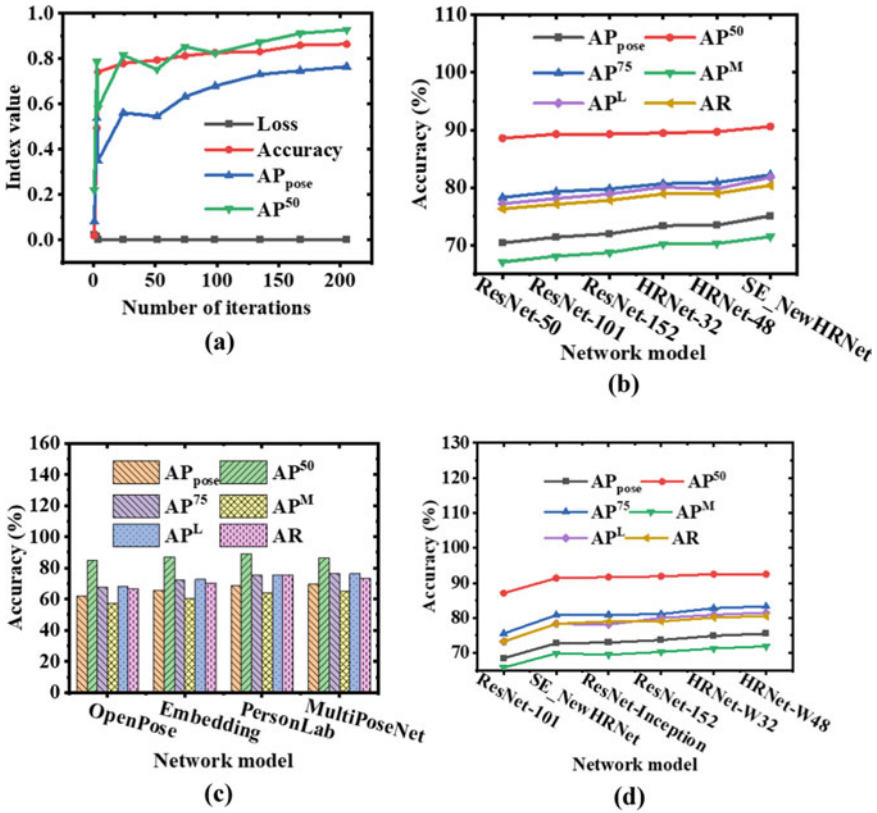 1.0
0.8
0.6
0.4
0.2
0.0
Index value
Loss
Accuracy
APpose
AP50
0 50 100 150 200
Number of iterations
(a)
110
100
90
80
70
Accuracy (%)
APpose AP50
AP75 APM
APL AR
ResNet-50
ResNet-101
ResNet-152
HRNet-32
HRNet-48
SE_NewHRNet
Network model
(b)
160
140
120
100
80
60
40
20
0
Accuracy (%)
APpose AP50
AP75 APM
APL AR
OpenPose
Embedding
PersonLab
MultiPoseNet
Network model
(c)
130
120
110
100
90
80
70
Accuracy (%)
APpose AP50
AP75 APM
APL AR
ResNet-101
SE_NewHRNet
ResNet-Inception
ResNet-152
HRNet-W32
HRNet-W48
Network model
(d)